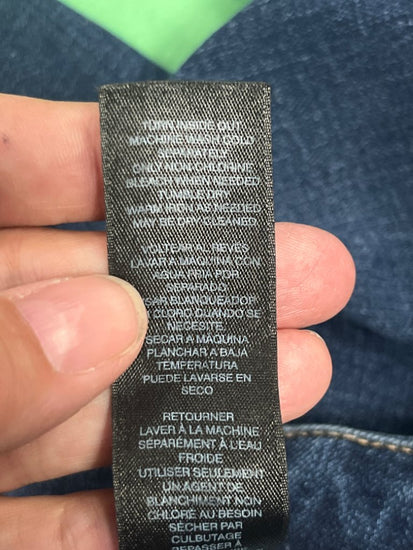 TURN INSIDE OUT
MACHINE WASH COLD
SEPARATELY
ONLY NON-CHLORINE
BLEACH WHEN NEEDED
TUMBLE DRY
WARM IRON AS NEEDED
MAY BE DRY CLEANED
VOLTEAR AL REVES
LAVAR A MAQUINA CON
AGUA FRIA POR
SEPARADO
USAR BLANQUEADOR
CLORO CUANDO SE
NECESITE
SECAR A MAQUINA
PLANCHAR A BAJA
TEMPERATURA
PUEDE LAVARSE EN
SECO
RETOURNER
LAVER À LA MACHINE
SÉPARÉMENT À L'EAU
FROIDE
UTILISER SEULEMENT
UN AGENT DE
BLANCHIMENT NON
CHLORÉ AU BESOIN
SÉCHER PAR
CULBUTAGE
REPASSER À